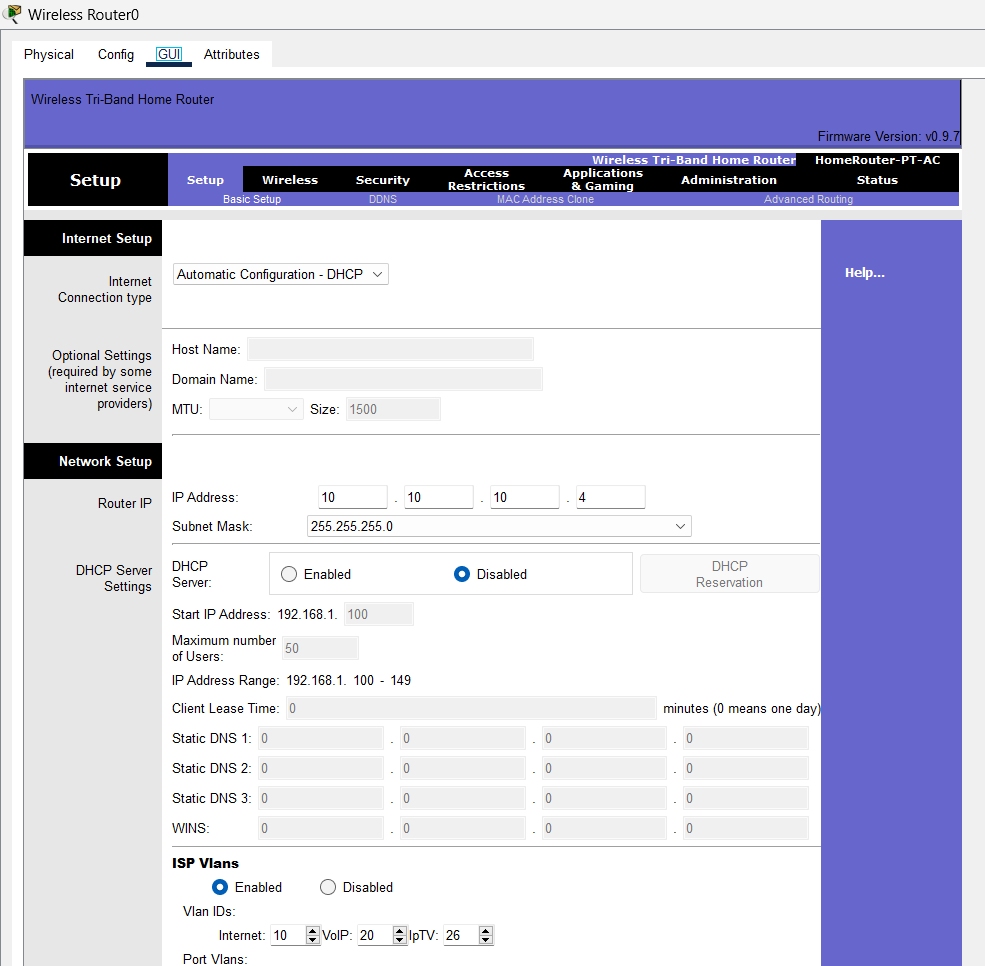 Wireless Router0
Physical Config GUI Attributes
Wireless Tri-Band Home Router
Firmware Version: v0.9.7
Wireless Tri-Band Home Router HomeRouter-PT-AC
Setup
Setup Wireless Security Access Restrictions Applications & Gaming Administration Status
Basic Setup DDNS MAC Address Clone Advanced Routing
Internet Setup
Help...
Internet
Connection type
Automatic Configuration - DHCP
Optional Settings
(required by some
internet service
providers)
Host Name:
Domain Name:
MTU: Size: 1500
Network Setup
Router IP
IP Address: 10 . 10 . 10 . 4
Subnet Mask: 255.255.255.0
DHCP Server
Settings
DHCP
Server:
Enabled Disabled
DHCP
Reservation
Start IP Address: 192.168.1. 100
Maximum number
of Users:
50
IP Address Range: 192.168.1. 100 - 149
Client Lease Time: 0 minutes (0 means one day)
Static DNS 1: 0 . 0 . 0 . 0
Static DNS 2: 0 . 0 . 0 . 0
Static DNS 3: 0 . 0 . 0 . 0
WINS: 0 . 0 . 0 . 0
ISP Vlans
Enabled Disabled
Vlan IDs:
Internet: 10 VoIP: 20 IpTV: 26
Port Vlans: